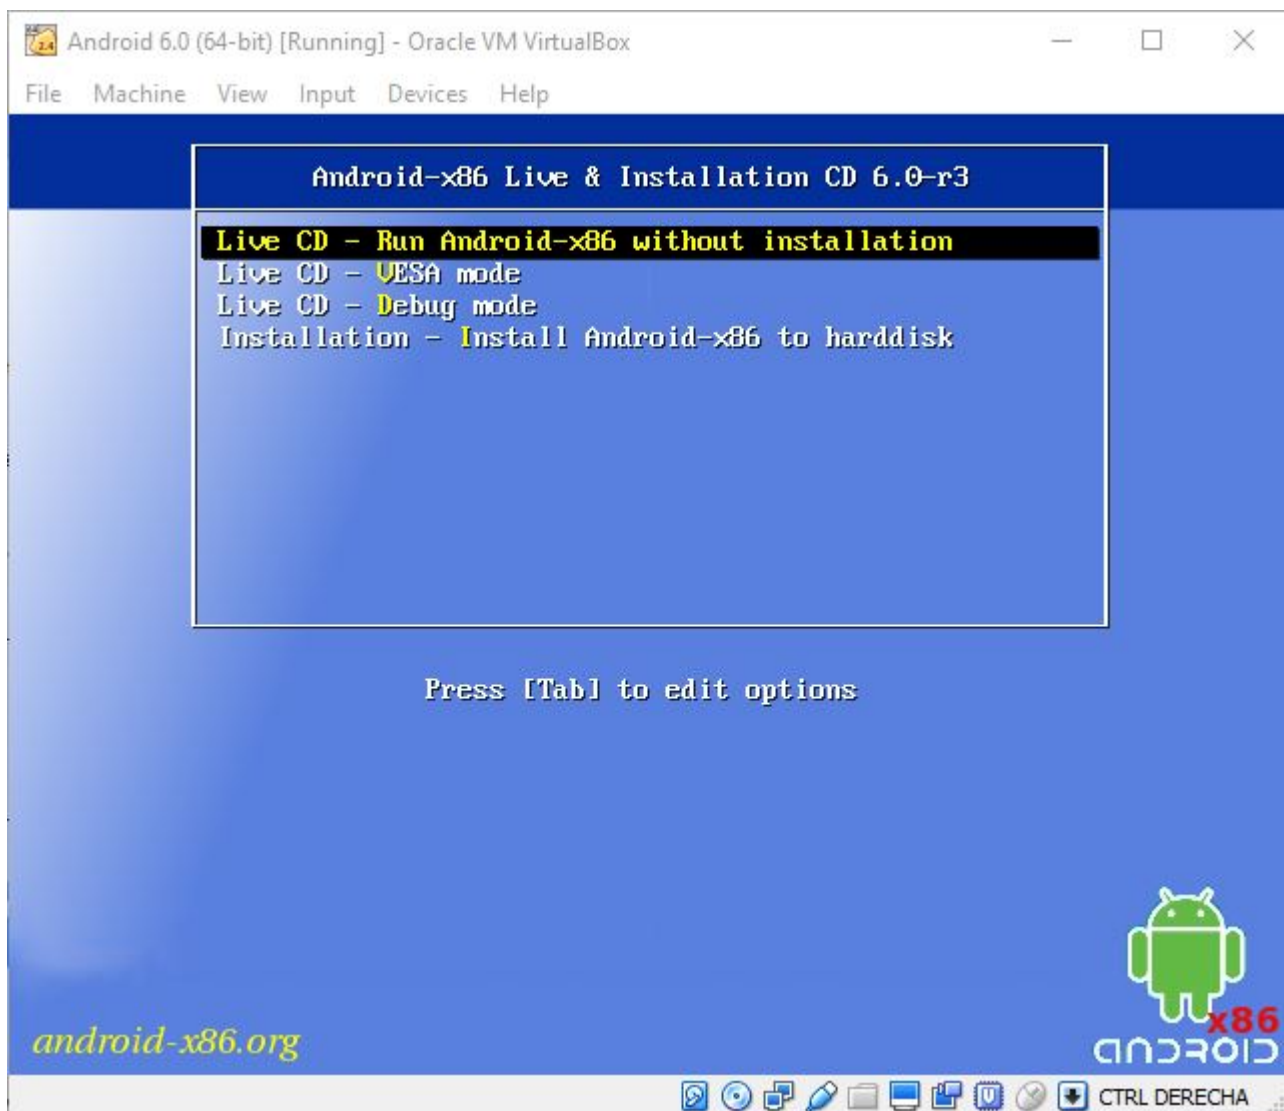 Android 6.0 (64-bit) [Running] - Oracle VM VirtualBox
File Machine View Input Devices Help
Android-x86 Live & Installation CD 6.0-r3
Live CD - Run Android-x86 without installation
Live CD - VESA mode
Live CD - Debug mode
Installation - Install Android-x86 to harddisk
Press [Tab] to edit options
x86
android-x86.org
ANDROID
CTRL DERECHA